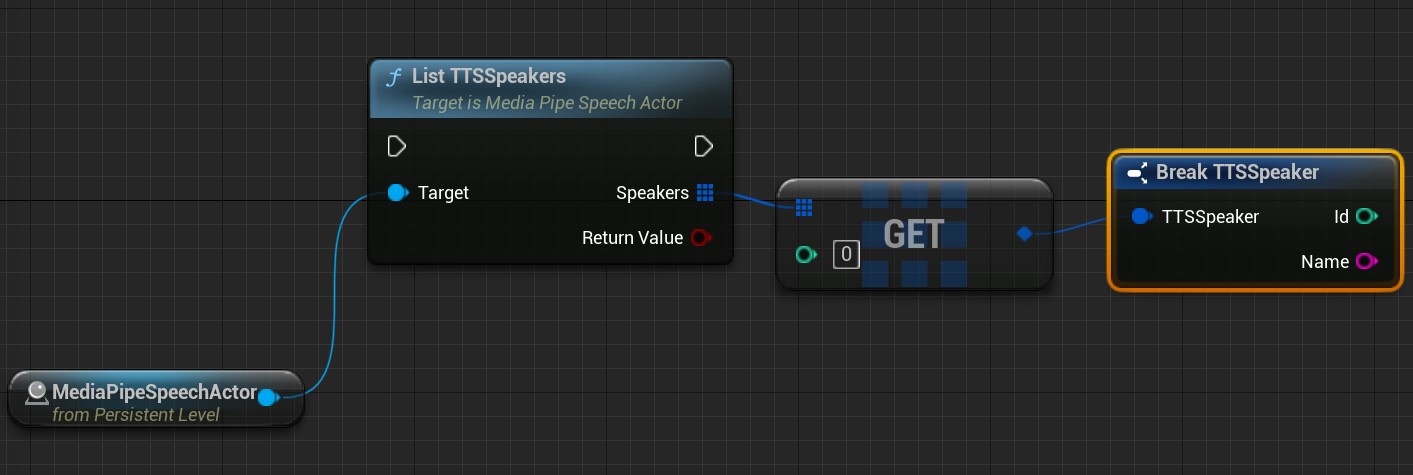 List TTSSpeakers
Target is Media Pipe Speech Actor
Target
Speakers
Return Value
MediaPipeSpeechActor
from Persistent Level
0
GET
Break TTSSpeaker
TTSSpeaker
Id
Name